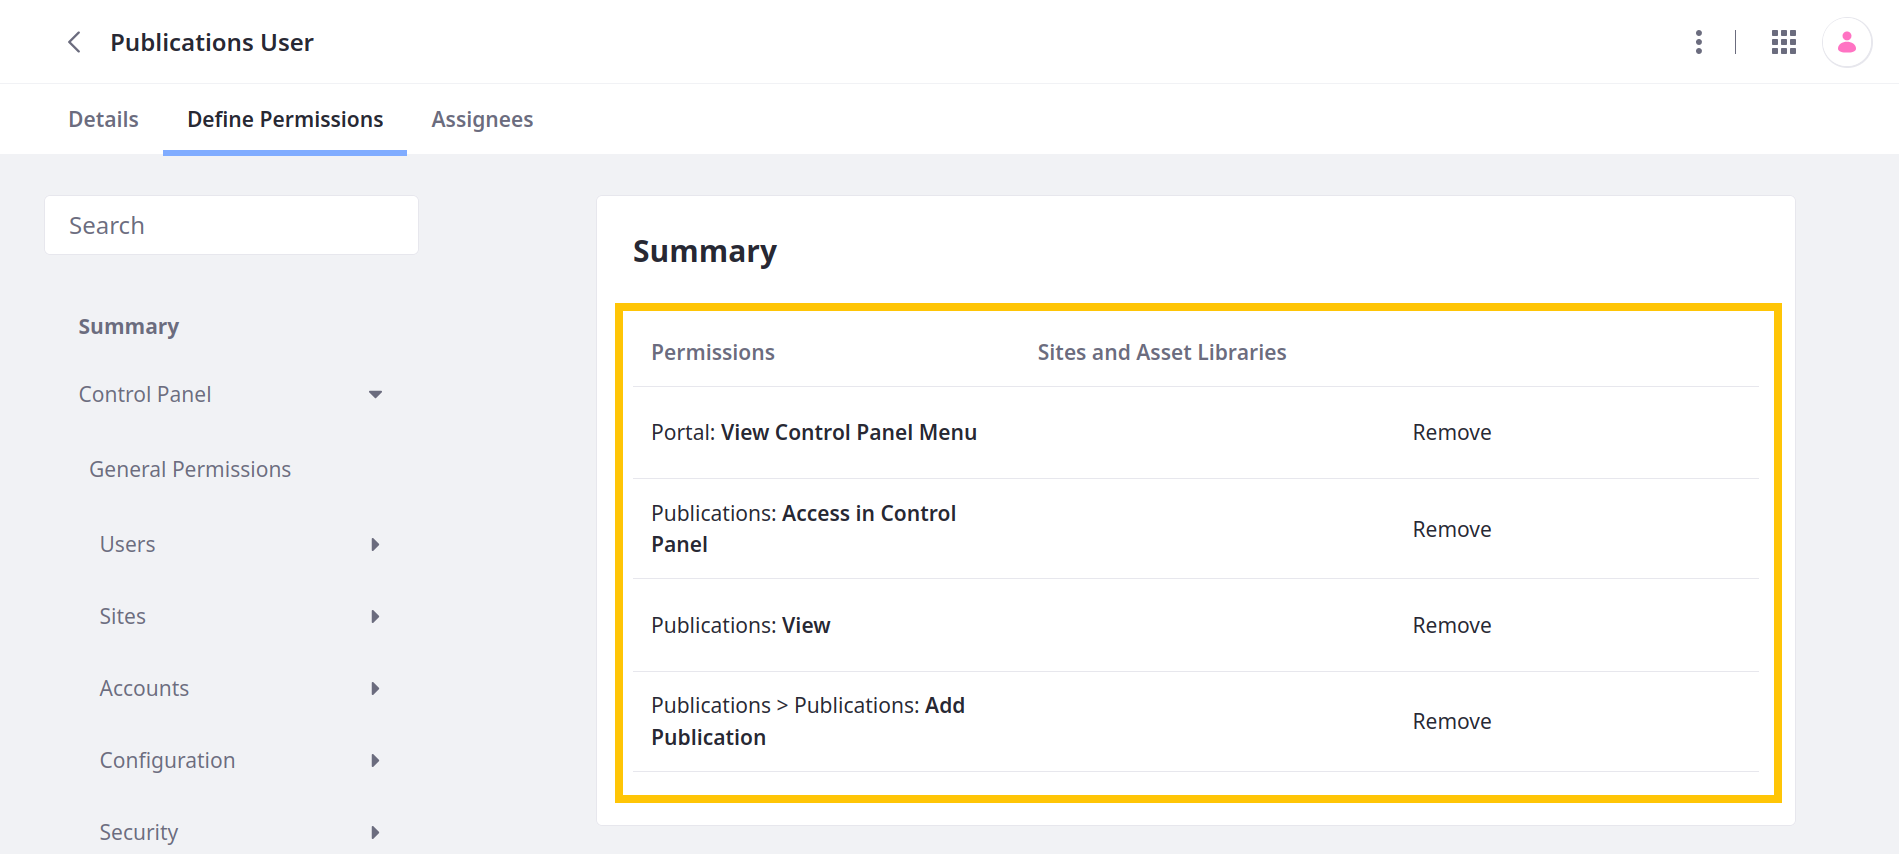 Publications User
Details Define Permissions Assignees
Search
Summary
Control Panel
General Permissions
Users
Sites
Accounts
Configuration
Security
Summary
Permissions Sites and Asset Libraries
Portal: View Control Panel Menu Remove
Publications: Access in Control
Panel
Remove
Publications: View Remove
Publications > Publications: Add
Publication
Remove